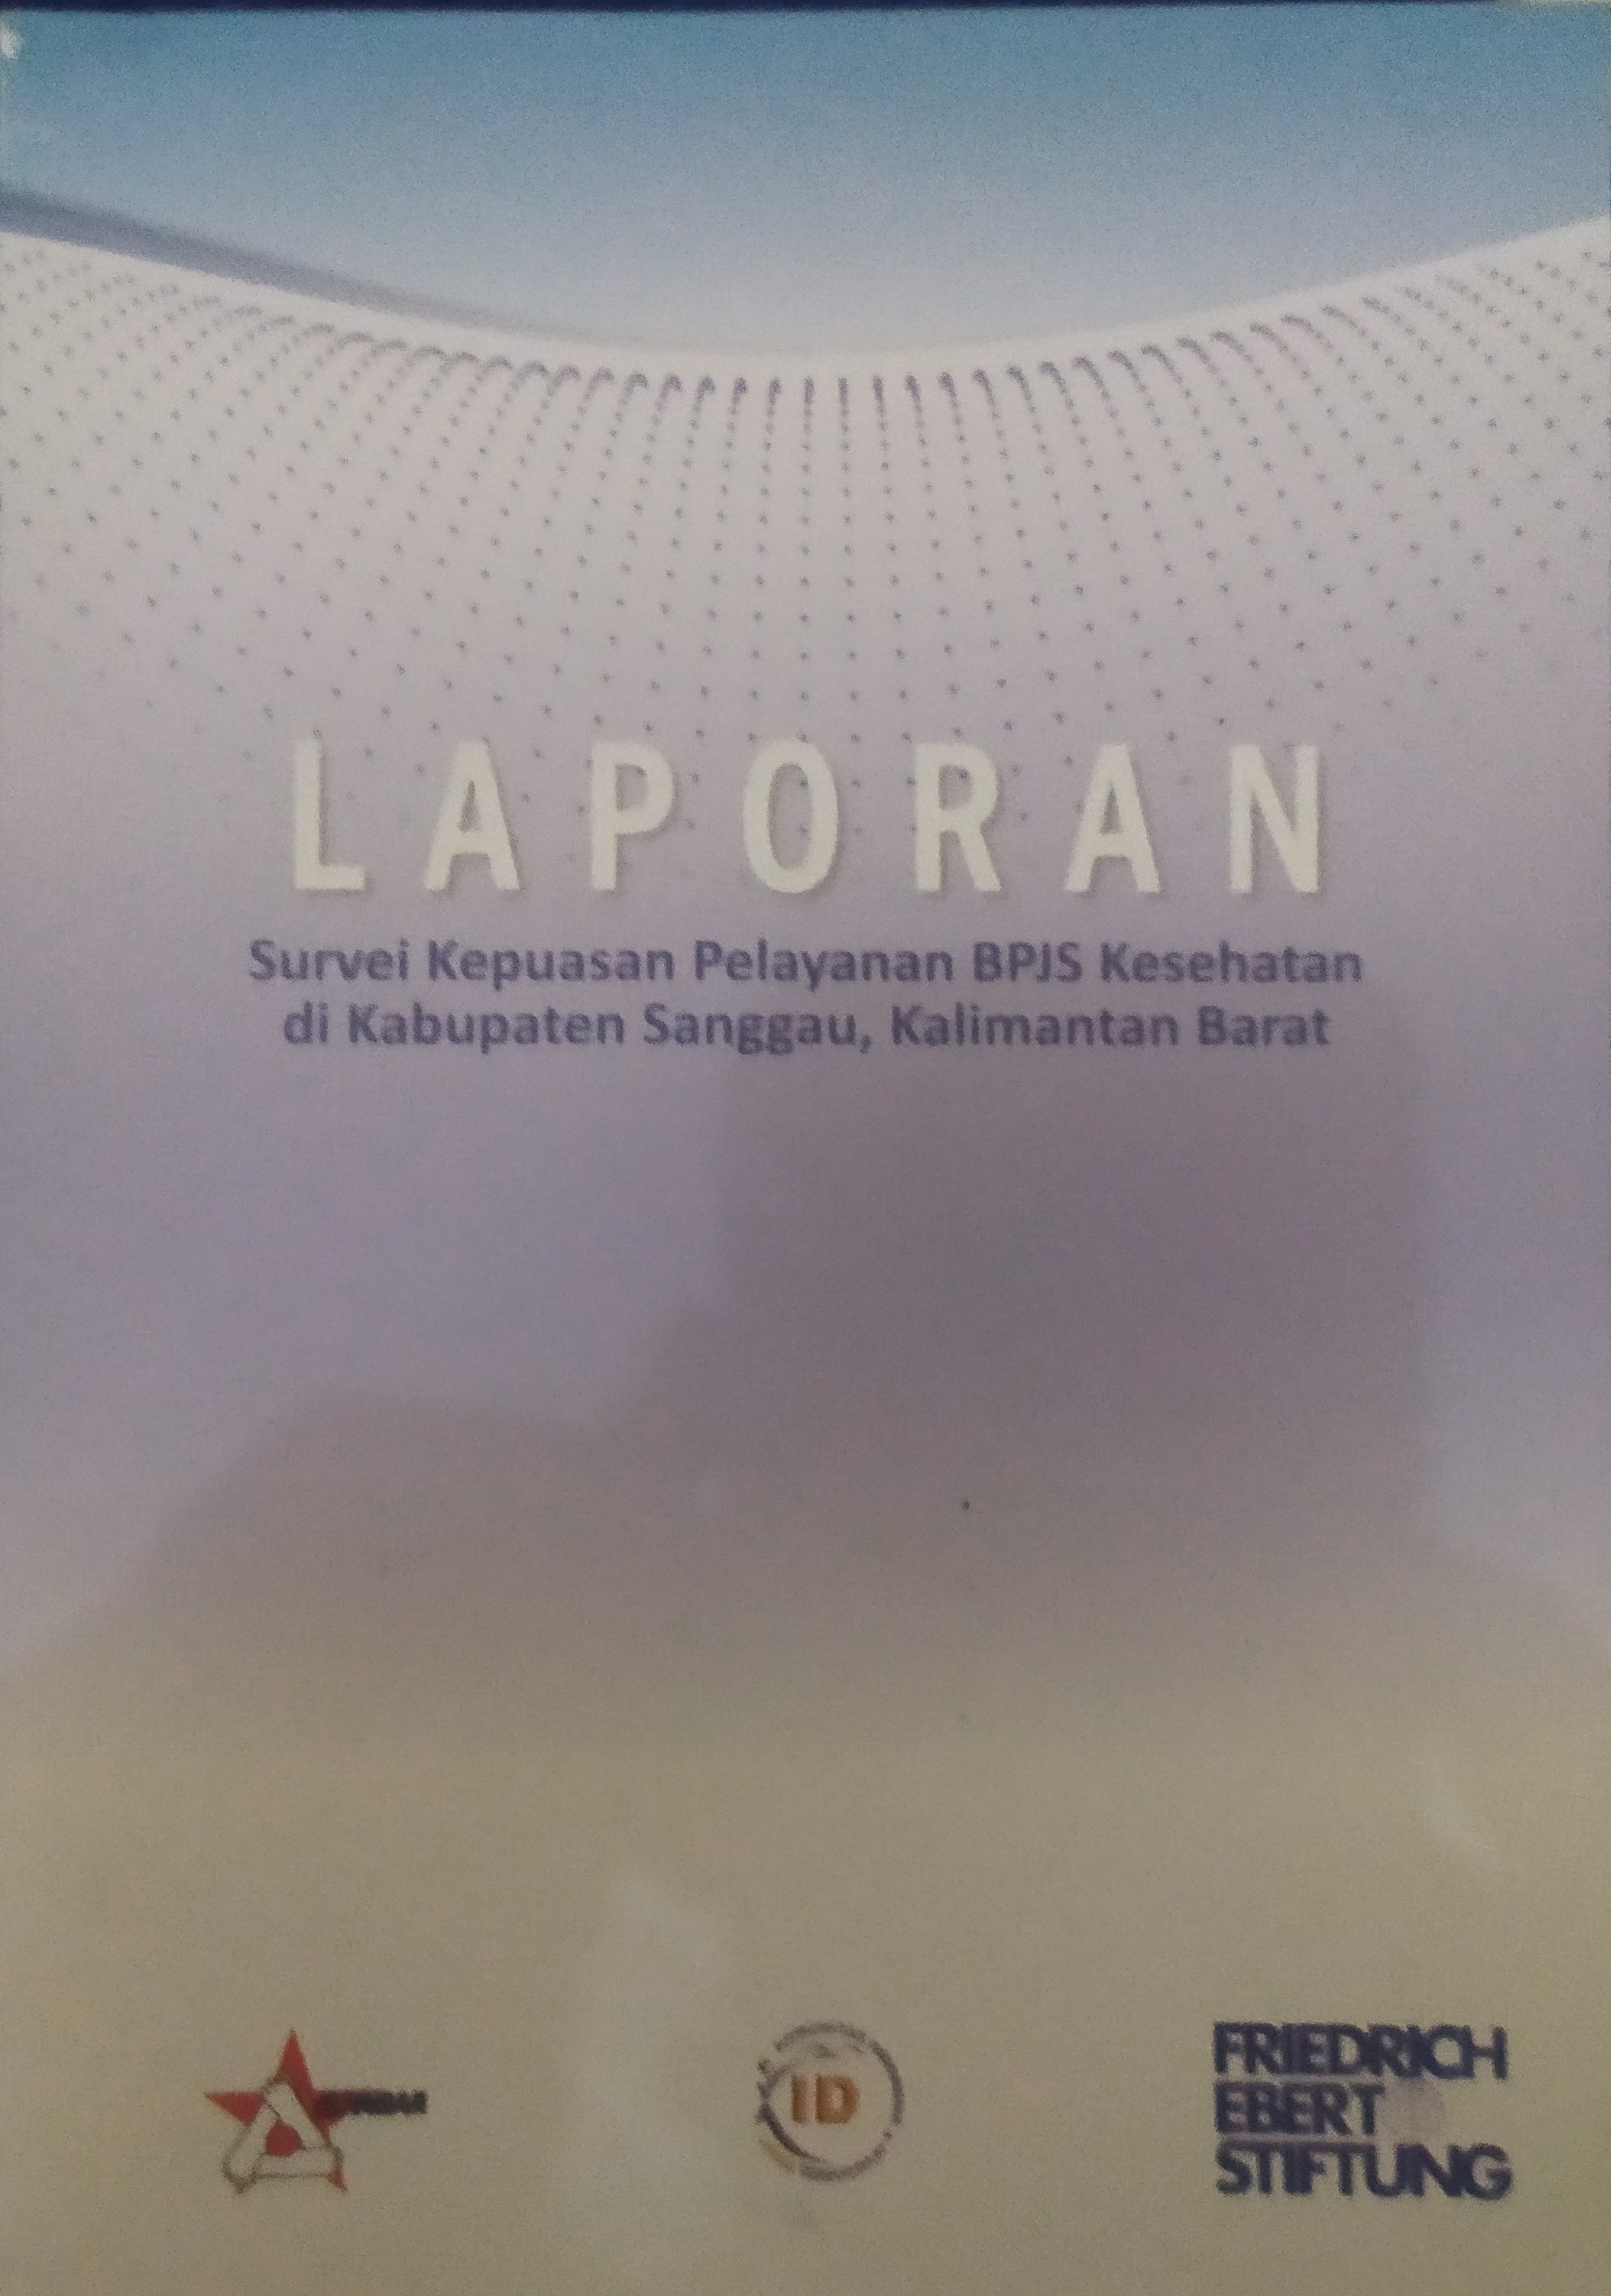 LAPORAN
Survei Kepuasan Pelayanan BPJS Kesehatan
di Kabupaten Sanggau, Kalimantan Barat
ID
FRIEDRICH
EBERT
STIFTUNG